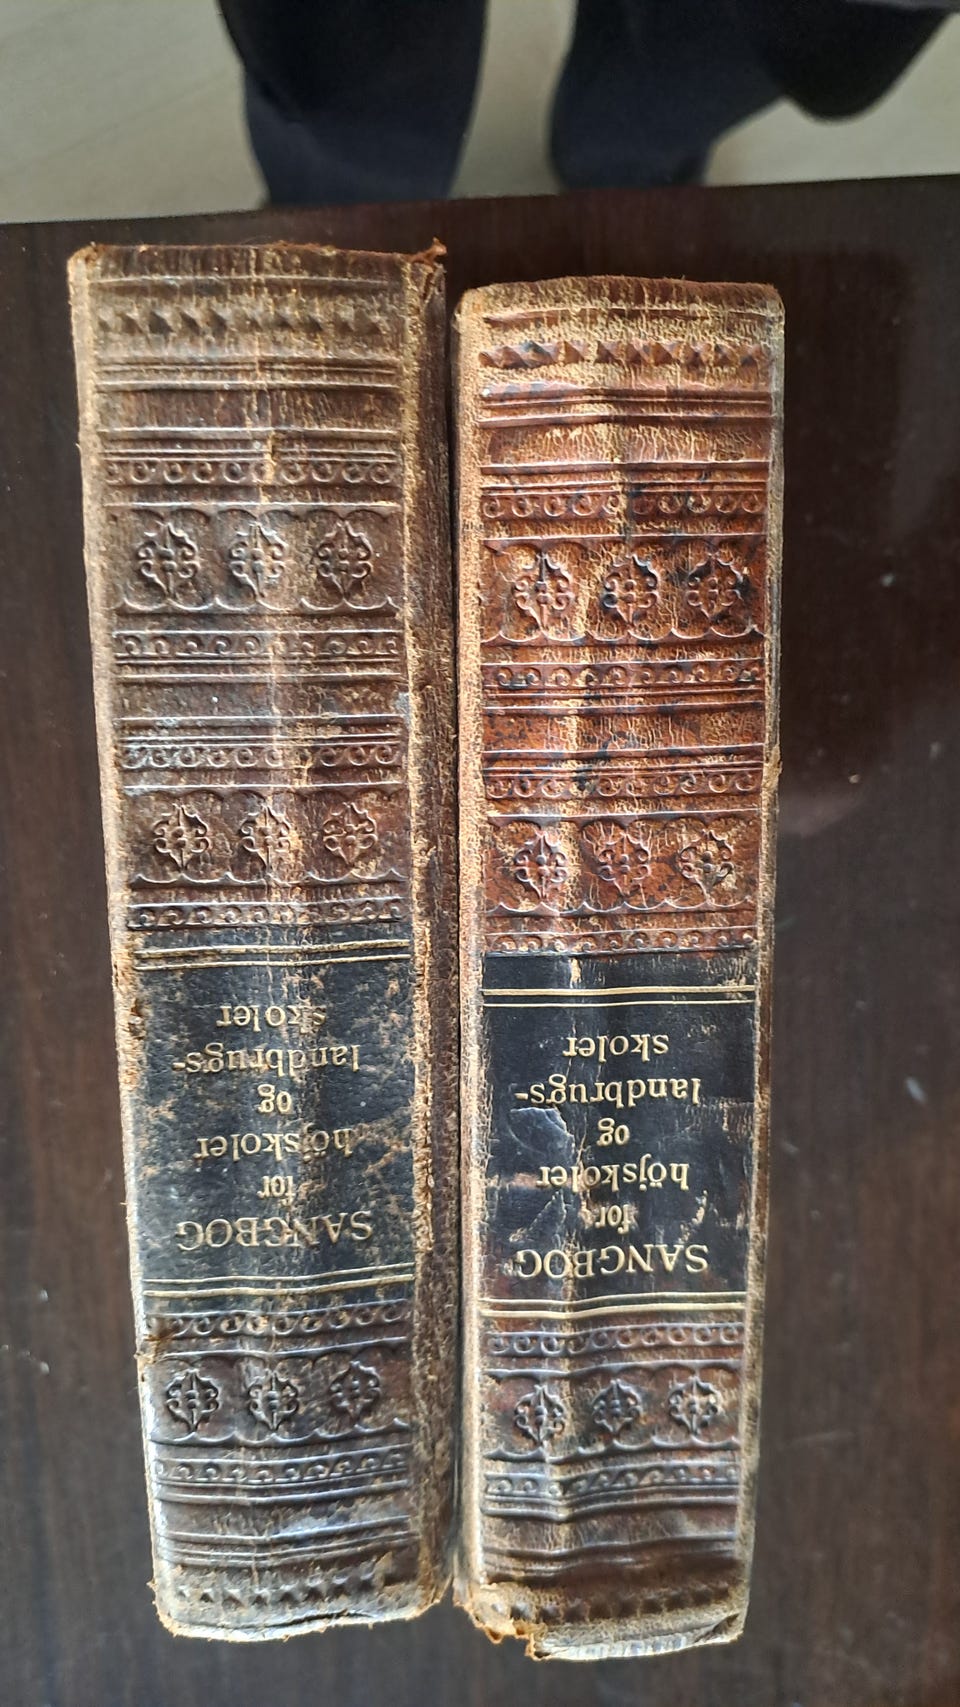 SANGBOG
for
höjskoler
og
landbrugs-
skoler
SANGBOG
for
höjskoler
og
landbrugs-
skoler